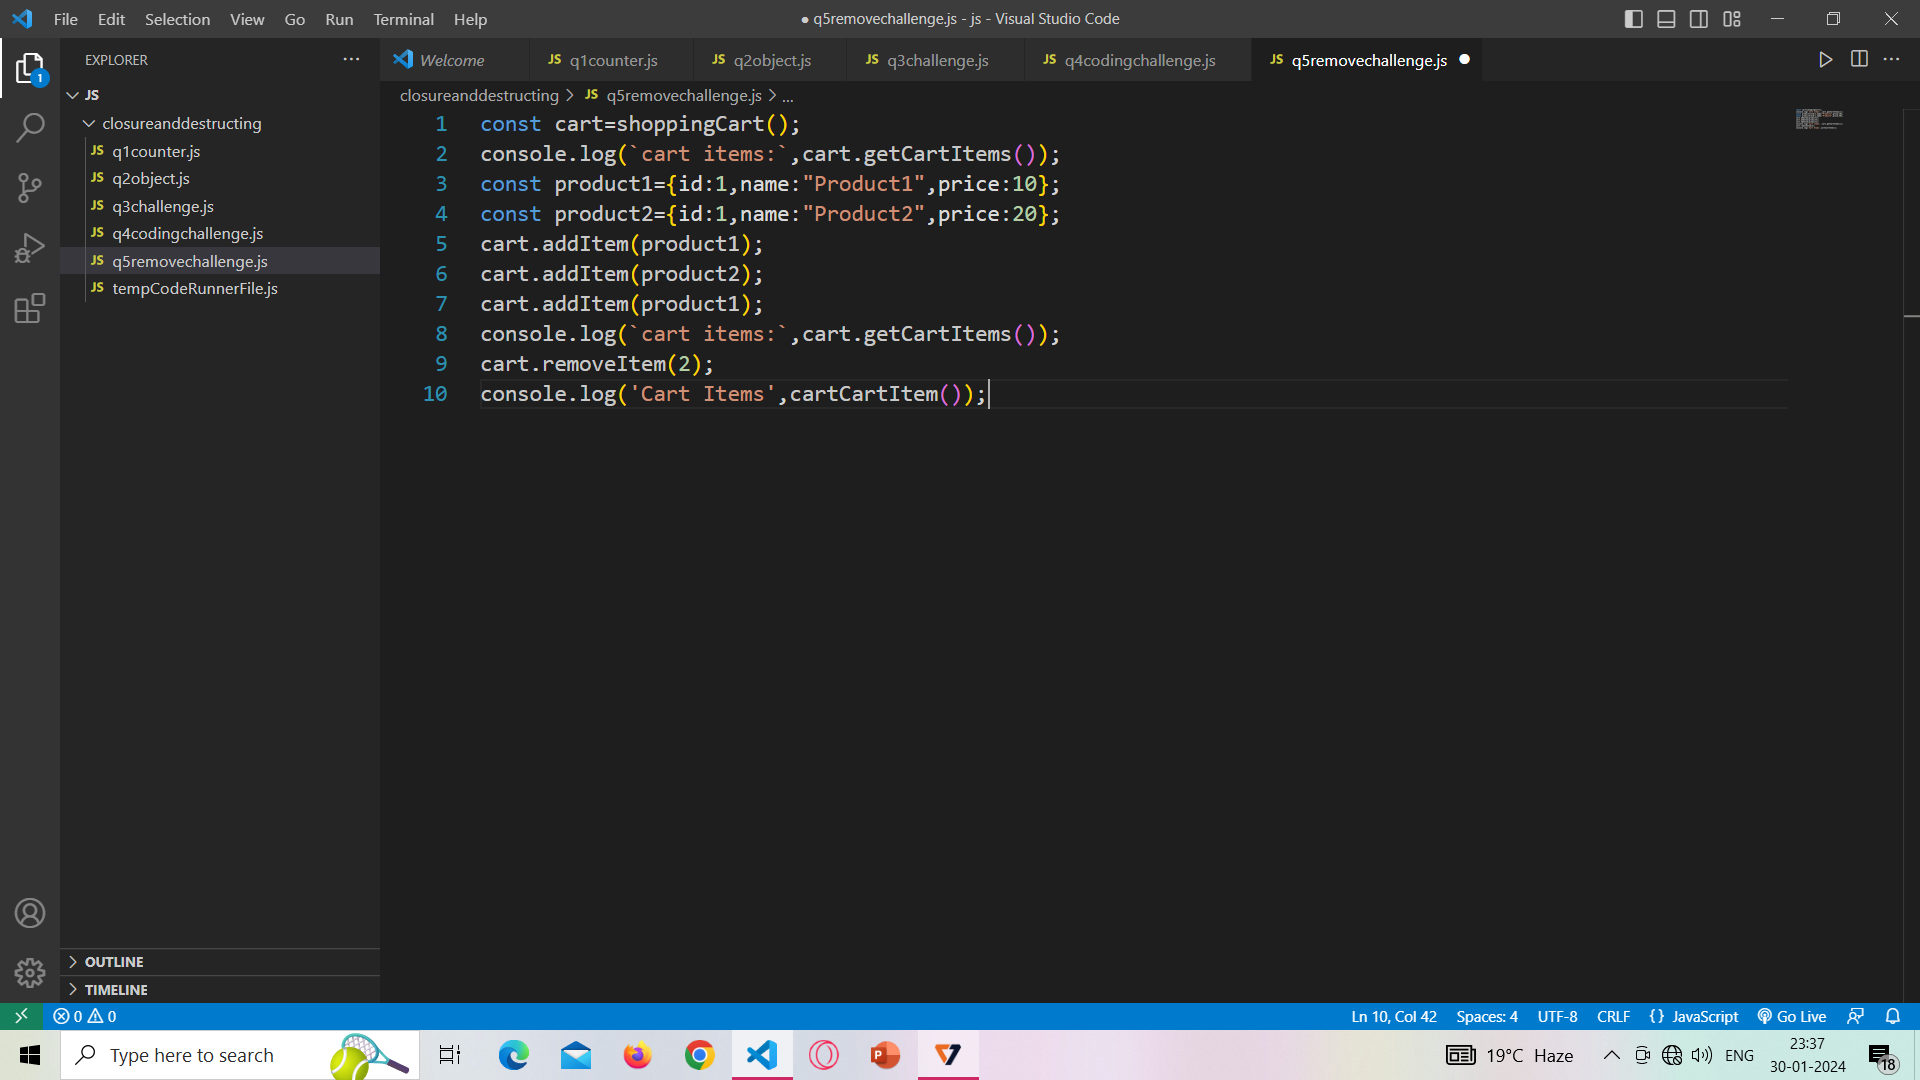 File Edit Selection View Go Run Terminal Help
● q5removechallenge.js - js - Visual Studio Code
EXPLORER ...
Welcome
JS q1counter.js
JS q2object.js
JS q3challenge.js
JS q4codingchallenge.js
JS q5removechallenge.js ●
1
JS
closureanddestructing
JS q1counter.js
JS q2object.js
JS q3challenge.js
JS q4codingchallenge.js
JS q5removechallenge.js
JS tempCodeRunnerFile.js
OUTLINE
TIMELINE
closureanddestructing > JS q5removechallenge.js > ...
1 const cart=shoppingCart();
2 console.log(`cart items:`,cart.getCartItems());
3 const product1={id:1,name:"Product1",price:10};
4 const product2={id:1,name:"Product2",price:20};
5 cart.addItem(product1);
6 cart.addItem(product2);
7 cart.addItem(product1);
8 console.log(`cart items:`,cart.getCartItems());
9 cart.removeItem(2);
10 console.log('Cart Items',cartCartItem());
0 0
Ln 10, Col 42 Spaces: 4 UTF-8 CRLF {} JavaScript Go Live
Type here to search
P
19°C Haze
ENG
23:37
30-01-2024
18